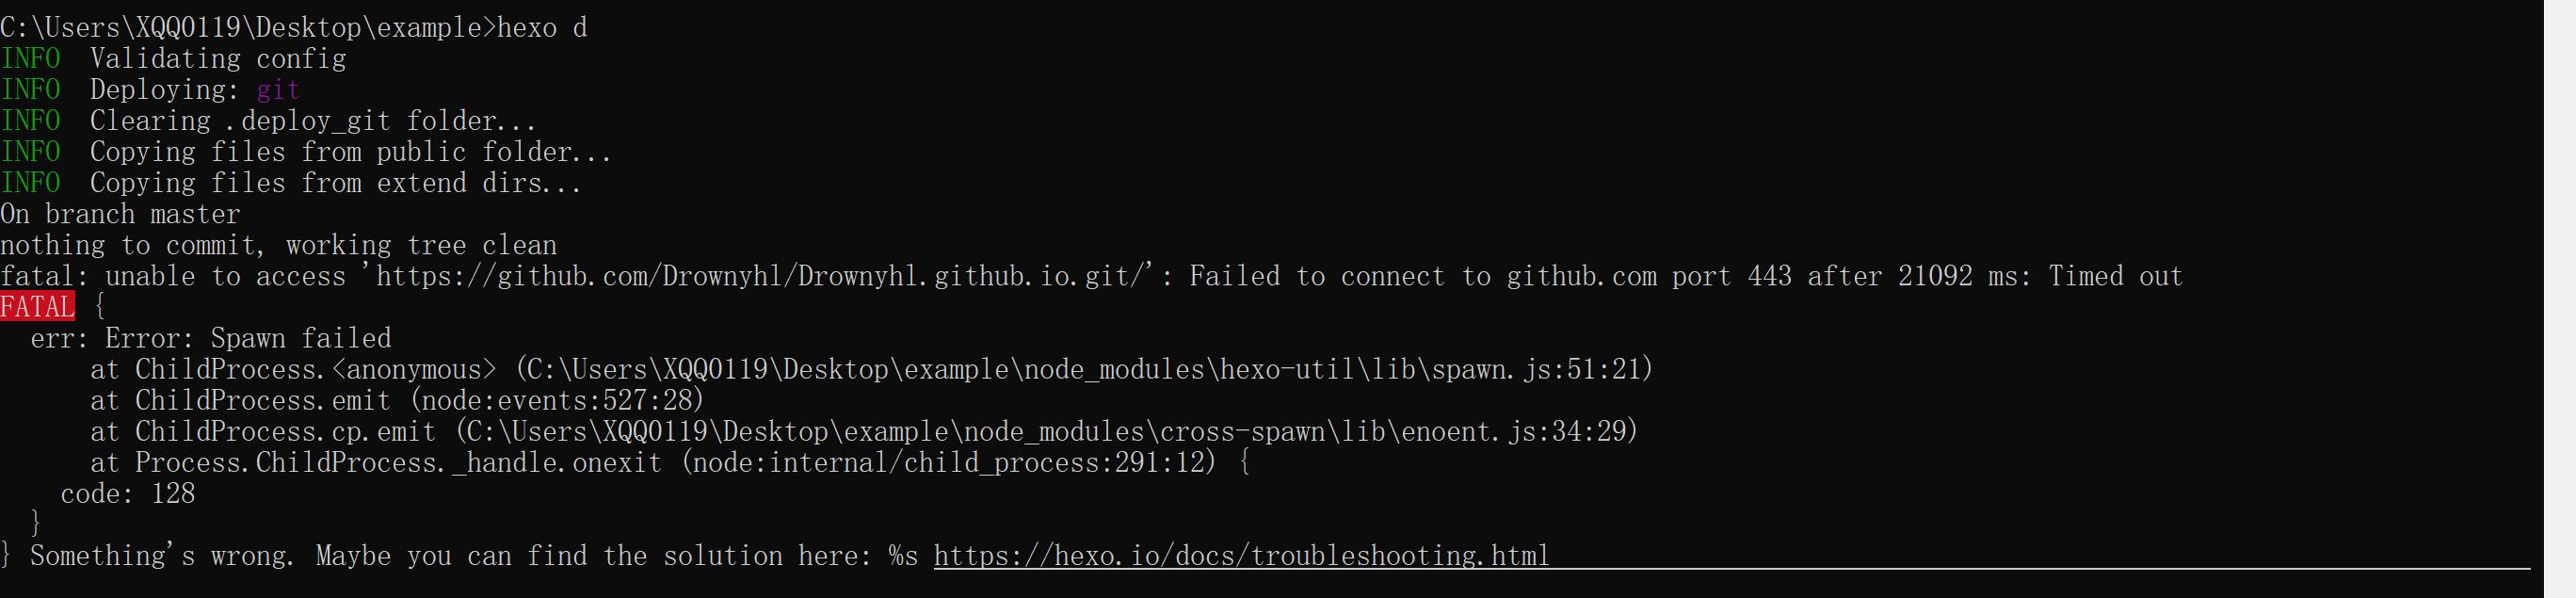 C:\Users\XQQ0119\Desktop\example>hexo d
INFO  Validating config
INFO  Deploying: git
INFO  Clearing .deploy_git folder...
INFO  Copying files from public folder...
INFO  Copying files from extend dirs...
On branch master
nothing to commit, working tree clean
fatal: unable to access 'https://github.com/Drownyhl/Drownyhl.github.io.git/': Failed to connect to github.com port 443 after 21092 ms: Timed out
FATAL {
  err: Error: Spawn failed
      at ChildProcess.<anonymous> (C:\Users\XQQ0119\Desktop\example\node_modules\hexo-util\lib\spawn.js:51:21)
      at ChildProcess.emit (node:events:527:28)
      at ChildProcess.cp.emit (C:\Users\XQQ0119\Desktop\example\node_modules\cross-spawn\lib\enoent.js:34:29)
      at Process.ChildProcess._handle.onexit (node:internal/child_process:291:12) {
    code: 128
  }
} Something's wrong. Maybe you can find the solution here: %s https://hexo.io/docs/troubleshooting.html